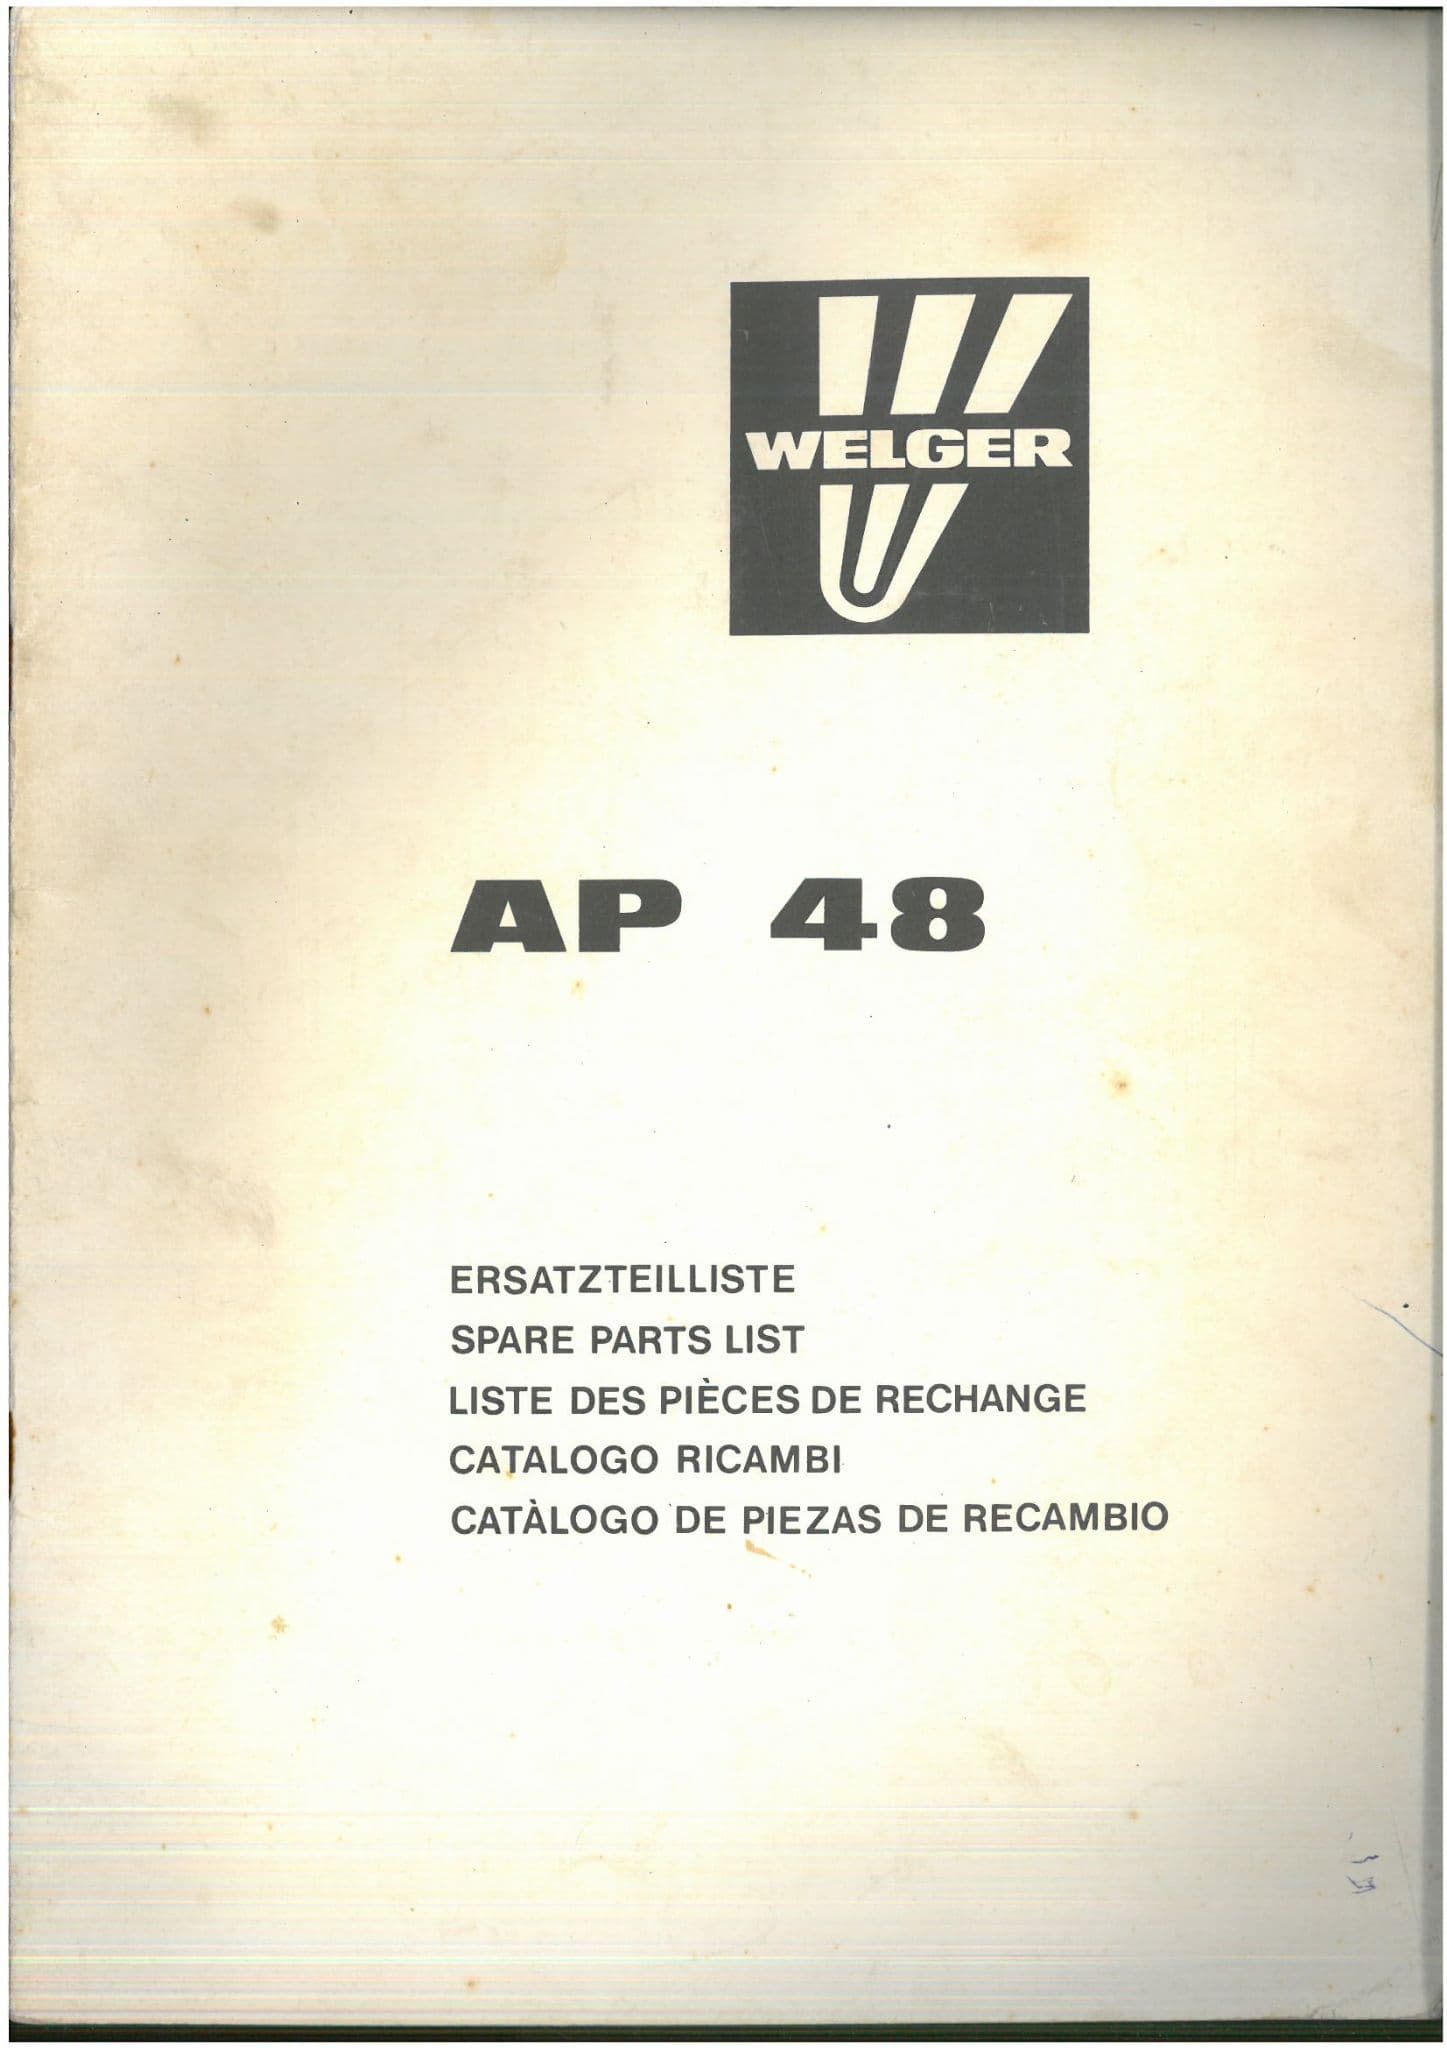 WELGER
AP 48
ERSATZTEILLISTE
SPARE PARTS LIST
LISTE DES PIÈCES DE RECHANGE
CATALOGO RICAMBI
CATÀLOGO DE PIEZAS DE RECAMBIO